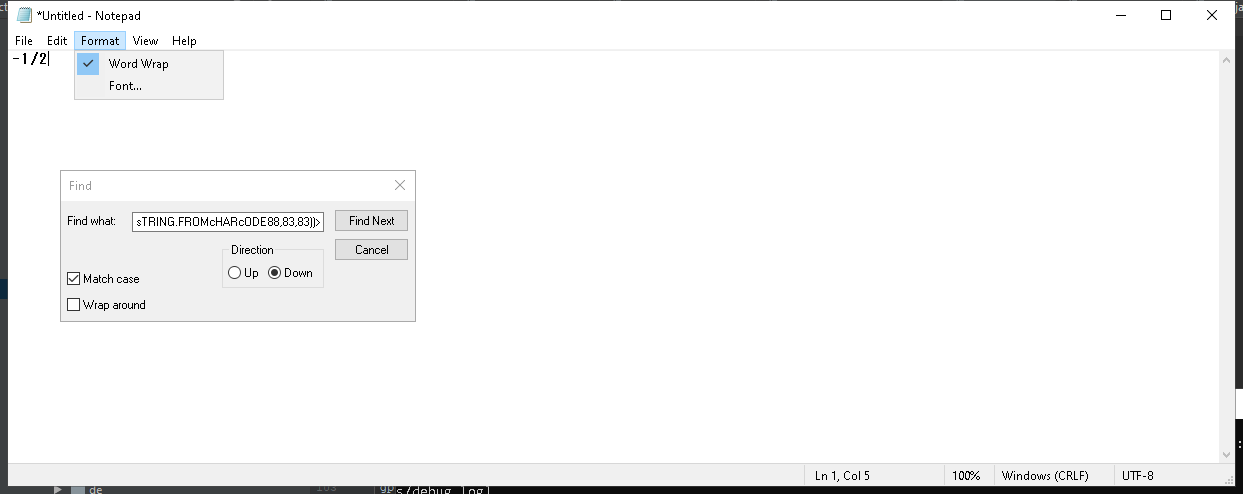 *Untitled - Notepad
File Edit Format View Help
-1/2
Word Wrap
Font...
Find
Find what: sTRING.FROMcHARcODE88,83,83))> Find Next
Direction Cancel
Up Down
Match case
Wrap around
Ln 1, Col 5 100% Windows (CRLF) UTF-8
de